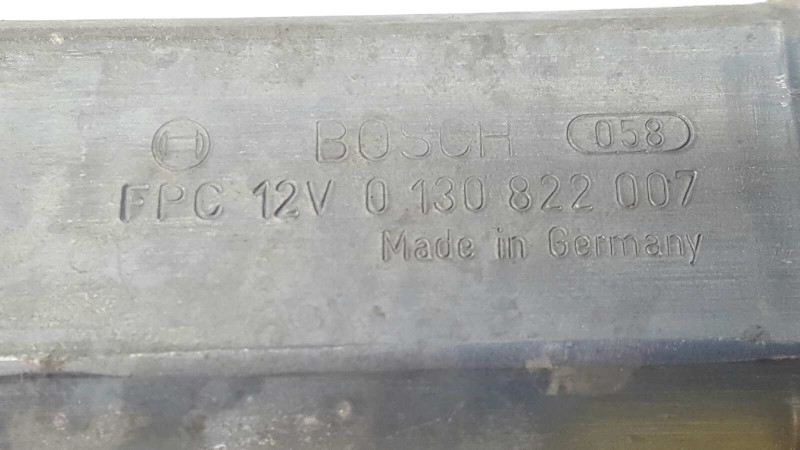 BOSCH 058
FPC 12V 0 130 822 007
Made in Germany